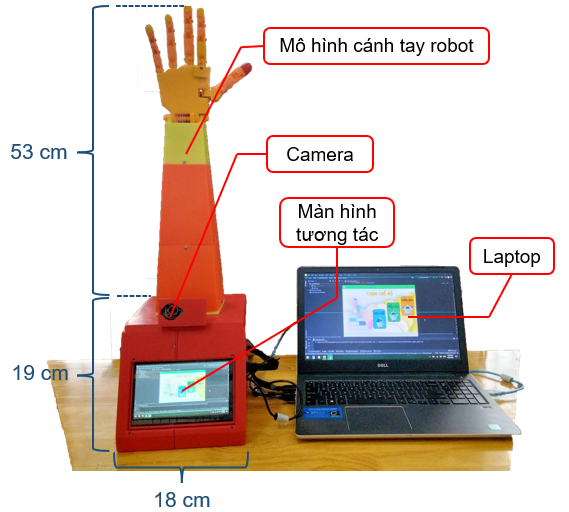 Mô hình cánh tay robot
53 cm
Camera
Màn hình
tương tác
Laptop
19 cm
DELL
18 cm